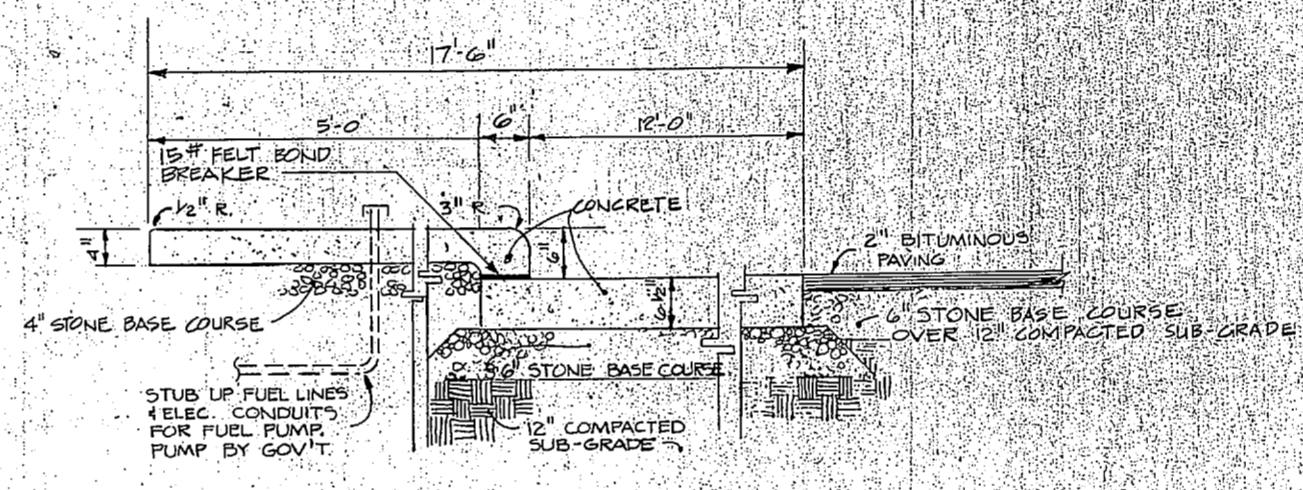 17'-6"
5'-0
6"
12'-0"
15# FELT BOND
BREAKER
1/2" R.
3" R
CONCRETE
4"
6"
2" BITUMINOUS
PAVING
6 1/2"
4" STONE BASE COURSE
6" STONE BASE COURSE
OVER 12" COMPACTED SUB-GRADE
6" STONE BASE COURSE
STUB UP FUEL LINES
& ELEC. CONDUITS
FOR FUEL PUMP.
PUMP BY GOV'T.
12" COMPACTED
SUB-GRADE